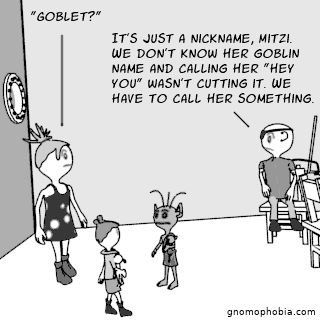 "GOBLET?"
IT'S JUST A NICKNAME, MITZI.
WE DON'T KNOW HER GOBLIN
NAME AND CALLING HER "HEY
YOU" WASN'T CUTTING IT. WE
HAVE TO CALL HER SOMETHING.
gnomophobia.com